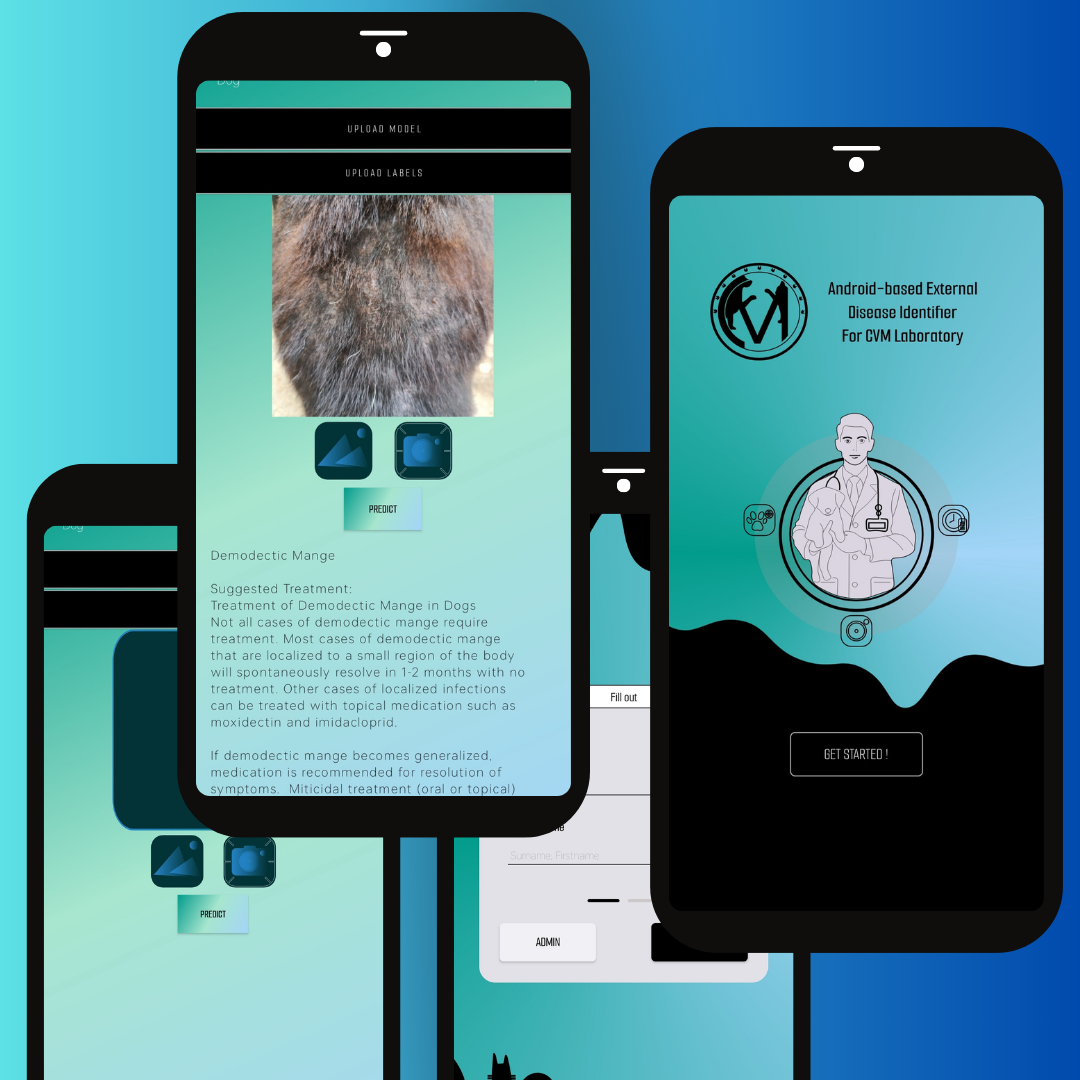 Dog
UPLOAD MODEL
UPLOAD LABELS
PREDICT
Demodectic Mange
Suggested Treatment:
Treatment of Demodectic Mange in Dogs
Not all cases of demodectic mange require
treatment. Most cases of demodectic mange
that are localized to a small region of the body
will spontaneously resolve in 1-2 months with no
treatment. Other cases of localized infections
can be treated with topical medication such as
moxidectin and imidacloprid.
If demodectic mange becomes generalized,
medication is recommended for resolution of
symptoms. Miticidal treatment (oral or topical)
Android-based External
Disease Identifier
For CVM Laboratory
GET STARTED !
Dog
PREDICT
Fill out
Surname, Firstname
ADMIN